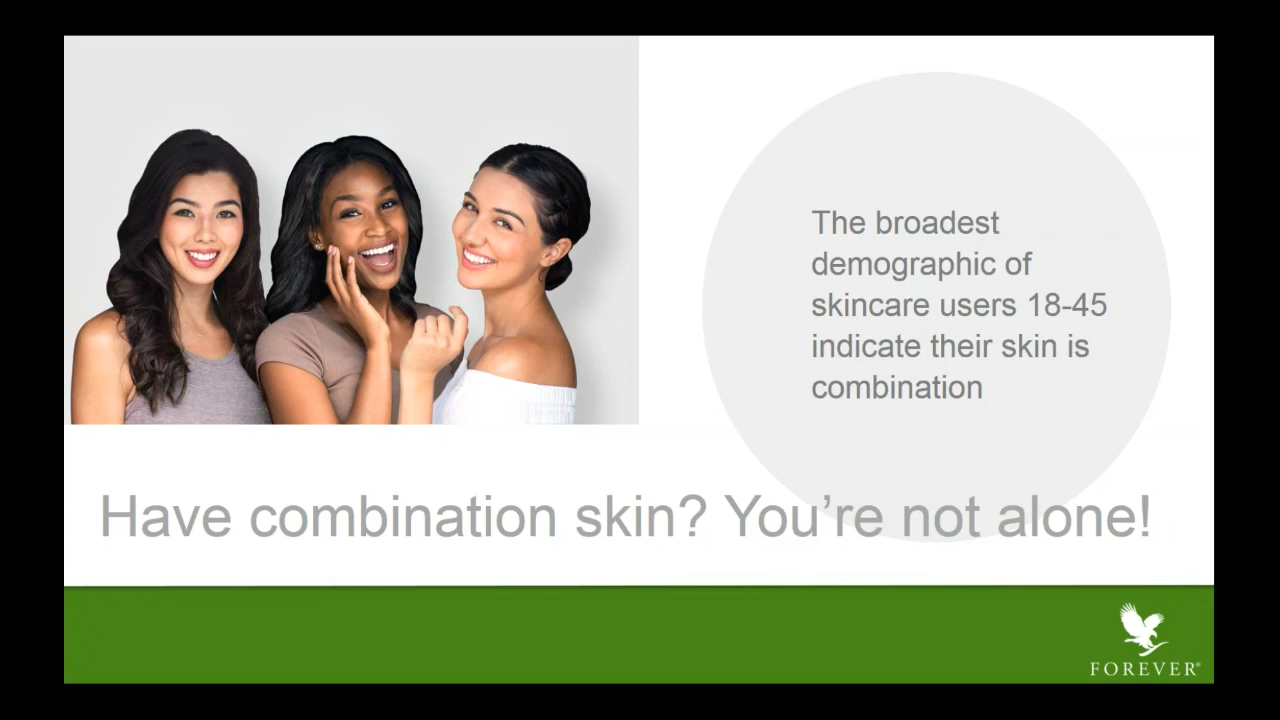 The broadest
demographic of
skincare users 18-45
indicate their skin is
combination
Have combination skin? You’re not alone!
FOREVER®